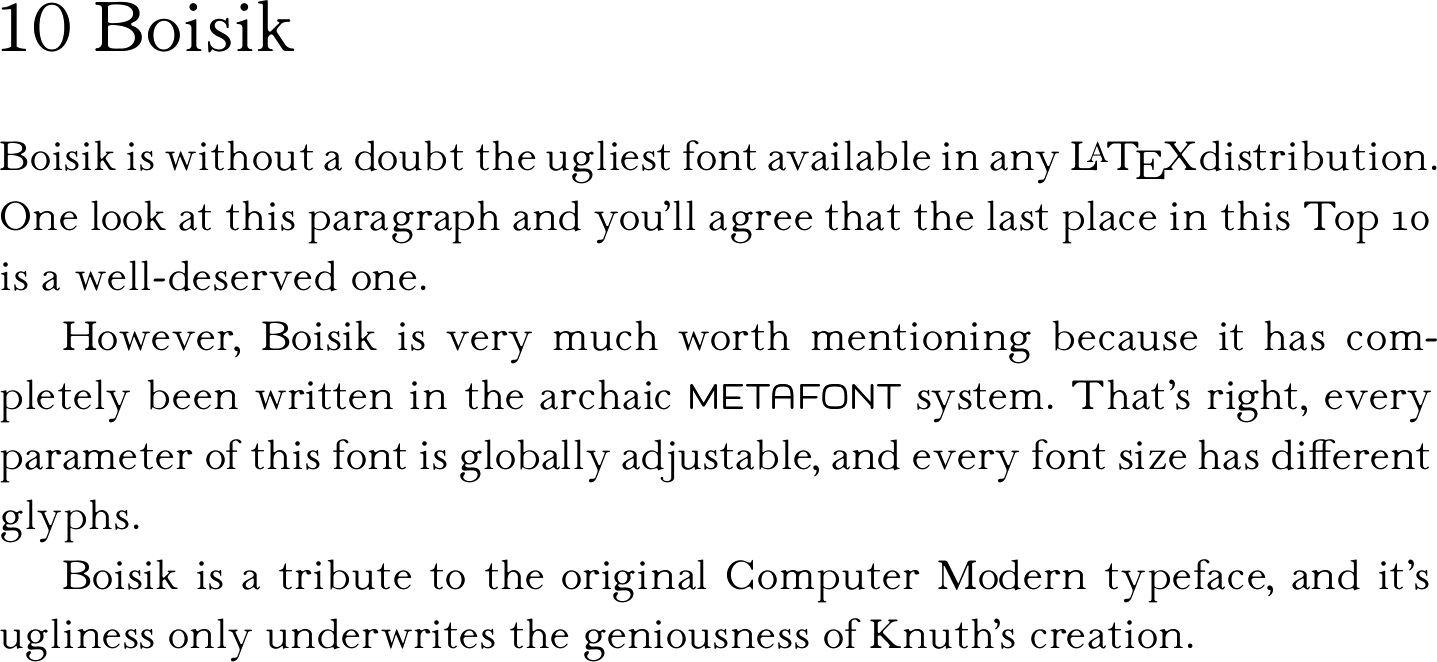 10 Boisik
Boisik is without a doubt the ugliest font available in any LATEXdistribution.
One look at this paragraph and you'll agree that the last place in this Top 10
is a well-deserved one.
However, Boisik is very much worth mentioning because it has com-
pletely been written in the archaic METAFONT system. That's right, every
parameter of this font is globally adjustable, and every font size has different
glyphs.
Boisik is a tribute to the original Computer Modern typeface, and it's
ugliness only underwrites the geniousness of Knuth's creation.